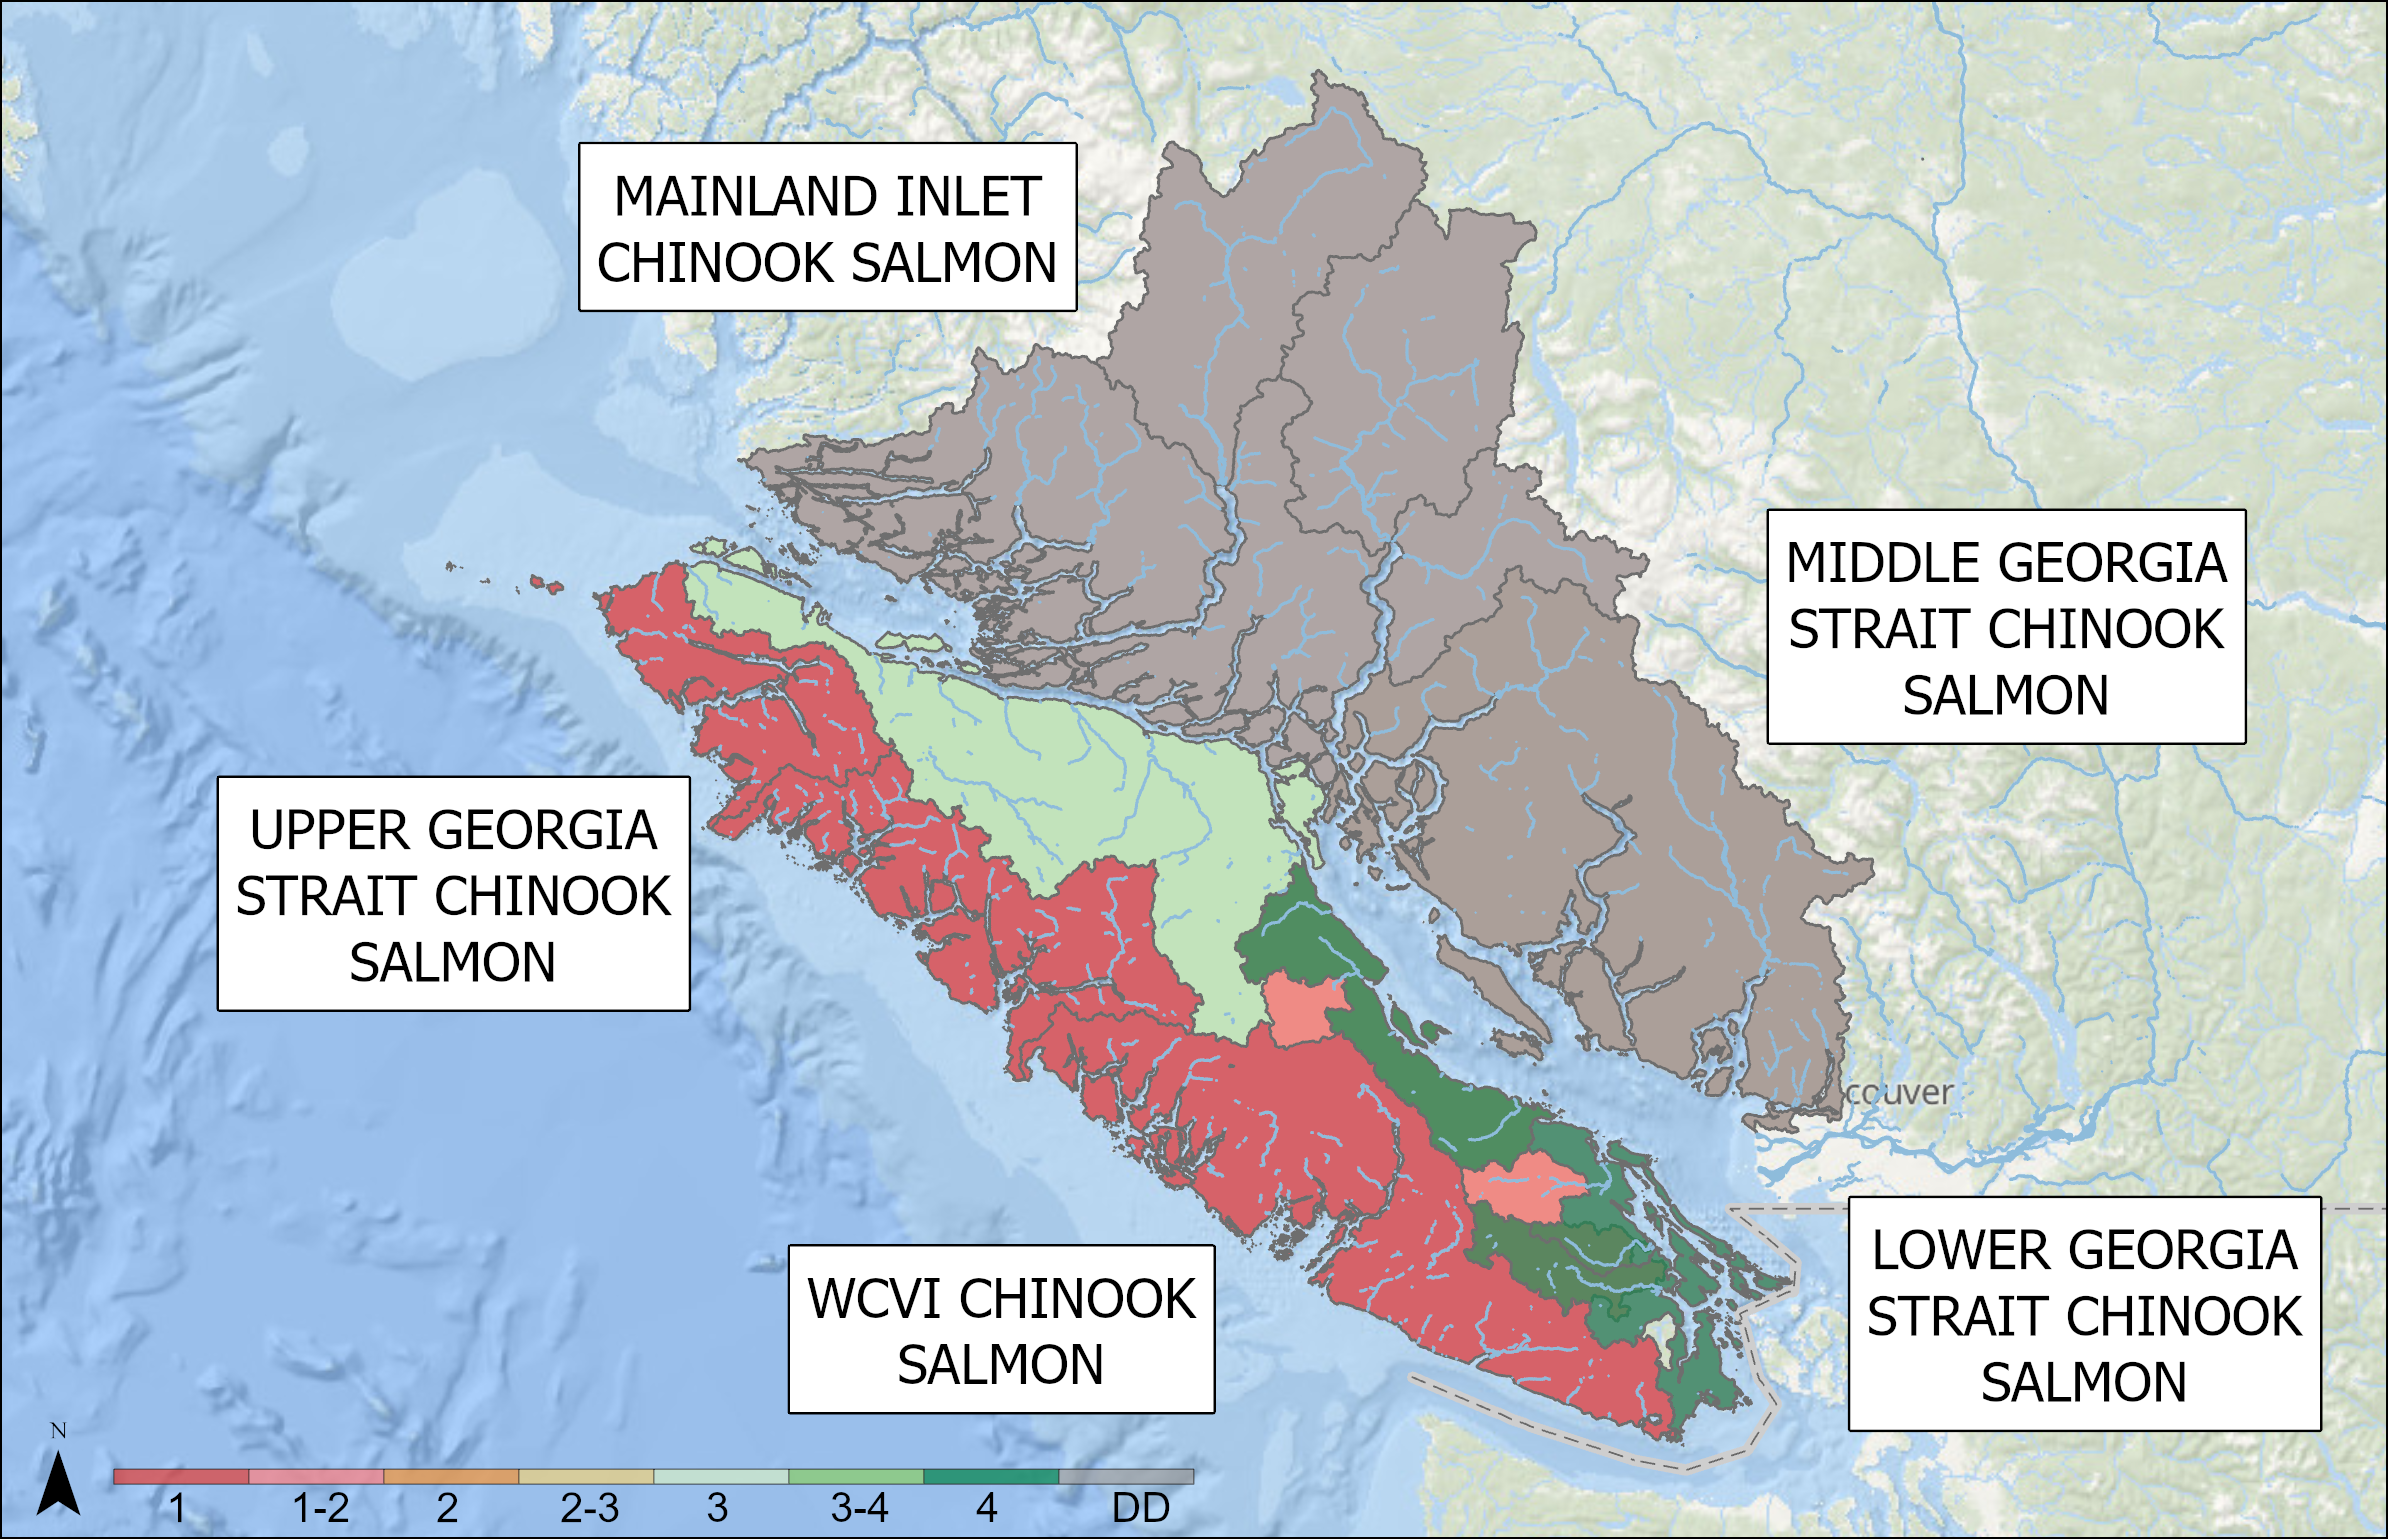 MAINLAND INLET
CHINOOK SALMON
MIDDLE GEORGIA
STRAIT CHINOOK
SALMON
UPPER GEORGIA
STRAIT CHINOOK
SALMON
couver
LOWER GEORGIA
STRAIT CHINOOK
SALMON
WCVI CHINOOK
SALMON
N
1 1-2 2 2-3 3 3-4 4 DD